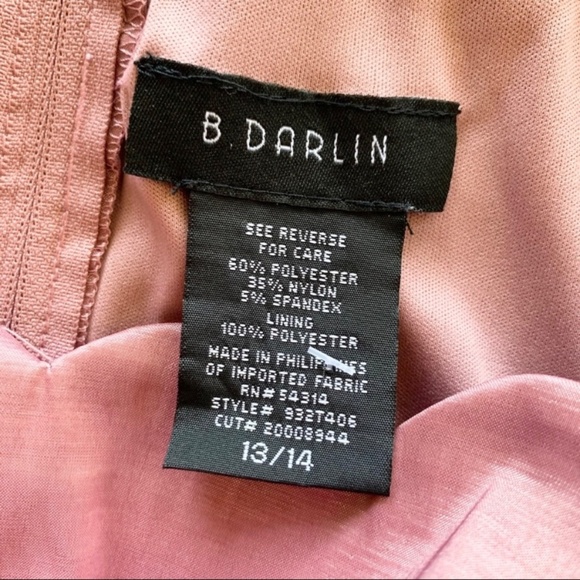 B. DARLIN
SEE REVERSE
FOR CARE
60% POLYESTER
35% NYLON
5% SPANDEX
LINING
100% POLYESTER
MADE IN PHILIPPINES
OF IMPORTED FABRIC
RN# 54314
STYLE# 932T406
CUT# 20008944
13/14